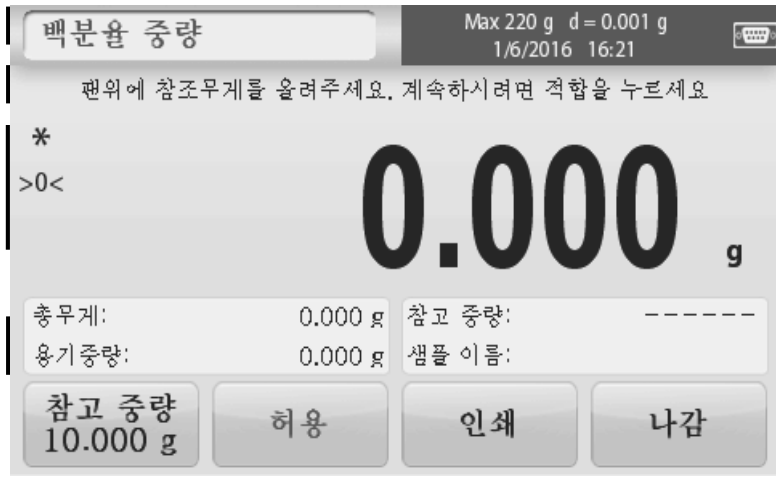 백분율 중량
Max 220 g d = 0.001 g
1/6/2016 16:21
팬위에 참조무게를 올려주세요. 계속하시려면 적합을 누르세요
*
>0<
0.000 g
총무게: 0.000 g
용기중량: 0.000 g
참고 중량: ------
샘플 이름:
참고 중량
10.000 g
허용
인쇄
나감